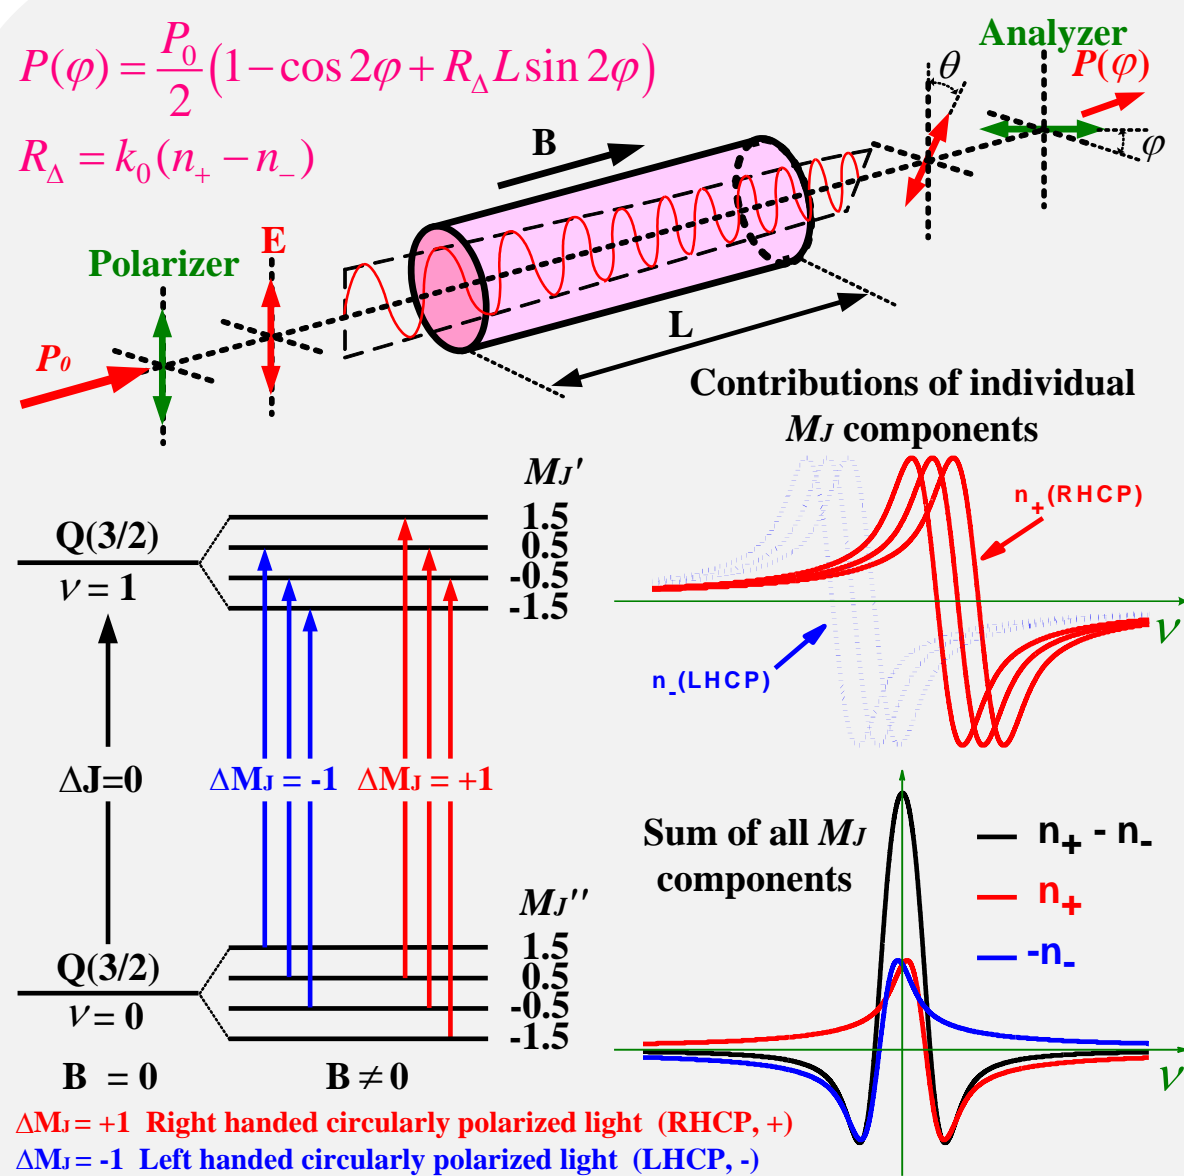 P(φ) = P₀/2 (1 − cos 2φ + R_Δ L sin 2φ)
R_Δ = k₀(n₊ − n₋)
Analyzer
θ
P(φ)
φ
B
E
Polarizer
P₀
L
Contributions of individual
MJ components
n₊(RHCP)
n₋(LHCP)
ν
MJ'
1.5
0.5
-0.5
-1.5
Q(3/2)
ν = 1
ΔJ=0
ΔMJ = -1
ΔMJ = +1
MJ''
1.5
0.5
-0.5
-1.5
Q(3/2)
ν = 0
B = 0
B ≠ 0
Sum of all MJ
components
n₊ - n₋
n₊
-n₋
ν
ΔMJ = +1 Right handed circularly polarized light (RHCP, +)
ΔMJ = -1 Left handed circularly polarized light (LHCP, -)